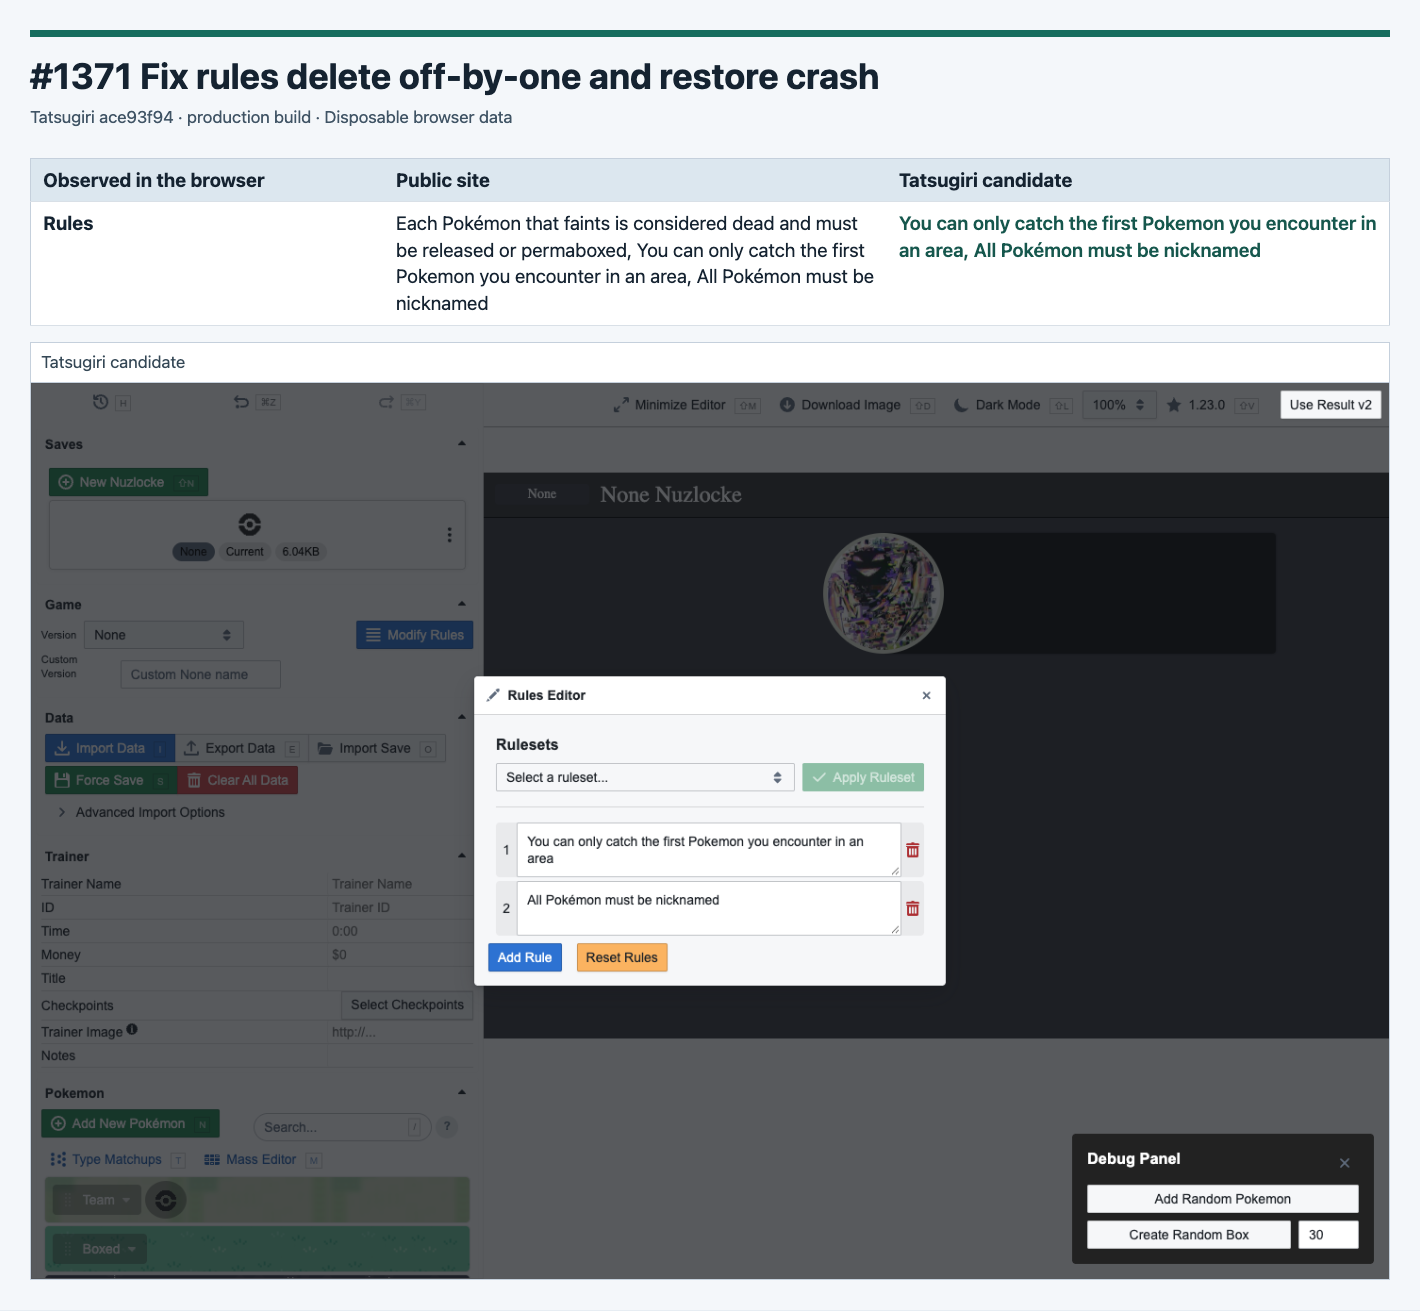 #1371 Fix rules delete off-by-one and restore crash
Tatsugiri ace93f94 · production build · Disposable browser data
Observed in the browser
Public site
Tatsugiri candidate
Rules
Each Pokémon that faints is considered dead and must
be released or permaboxed, You can only catch the first
Pokemon you encounter in an area, All Pokémon must be
nicknamed
You can only catch the first Pokemon you encounter in
an area, All Pokémon must be nicknamed
Tatsugiri candidate
H
⌘Z
⌘Y
Minimize Editor ⇧M
Download Image ⇧D
Dark Mode ⇧L
100%
1.23.0 ⇧V
Use Result v2
Saves
New Nuzlocke ⇧N
None
Current
6.04KB
None
None Nuzlocke
Game
Version
None
Modify Rules
Custom
Version
Custom None name
Data
Import Data I
Export Data E
Import Save O
Force Save S
Clear All Data
Advanced Import Options
Trainer
Trainer Name
Trainer Name
ID
Trainer ID
Time
0:00
Money
$0
Title
Checkpoints
Select Checkpoints
Trainer Image
http://...
Notes
Pokemon
Add New Pokémon N
Search... /
?
Type Matchups T
Mass Editor M
Team
Boxed
Rules Editor
×
Rulesets
Select a ruleset...
Apply Ruleset
1
You can only catch the first Pokemon you encounter in an
area
2
All Pokémon must be nicknamed
Add Rule
Reset Rules
Debug Panel
×
Add Random Pokemon
Create Random Box
30